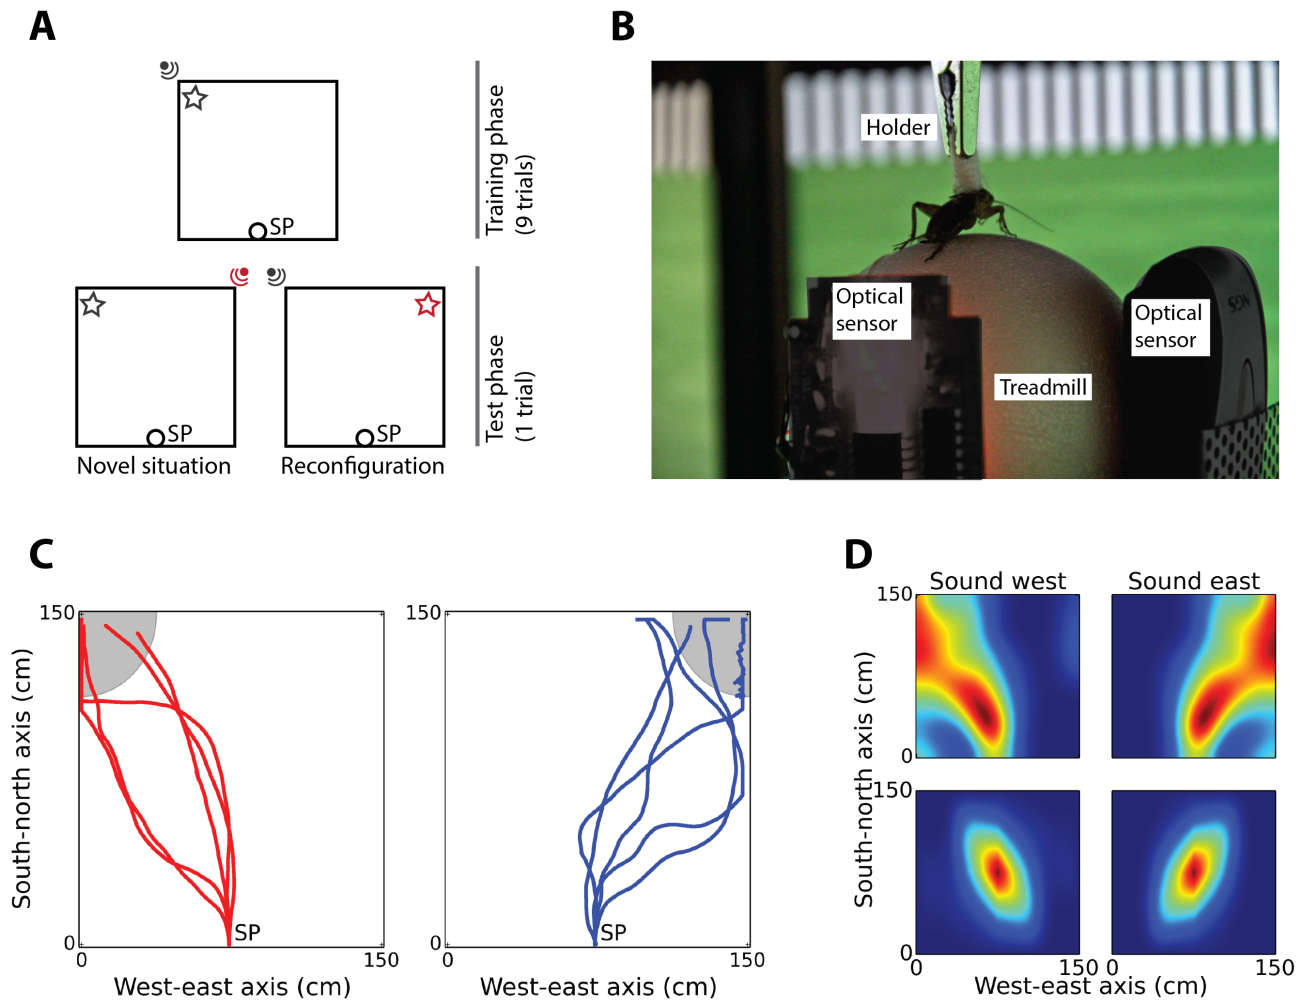 A
SP
Training phase
(9 trials)
SP
SP
Novel situation
Reconfiguration
Test phase
(1 trial)
B
Holder
Optical
sensor
Optical
sensor
Treadmill
NGS
C
150
0
0
150
SP
South-north axis (cm)
West-east axis (cm)
150
0
0
150
SP
West-east axis (cm)
D
Sound west
Sound east
150
0
150
0
0
150
0
150
South-north axis (cm)
West-east axis (cm)